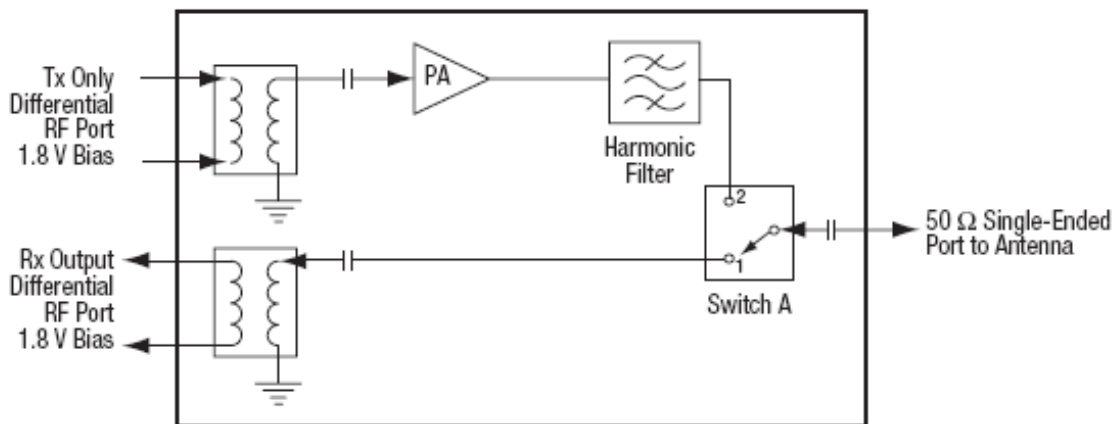 Tx Only
Differential
RF Port
1.8 V Bias
PA
Harmonic
Filter
2
1
Switch A
50 Ω Single-Ended
Port to Antenna
Rx Output
Differential
RF Port
1.8 V Bias